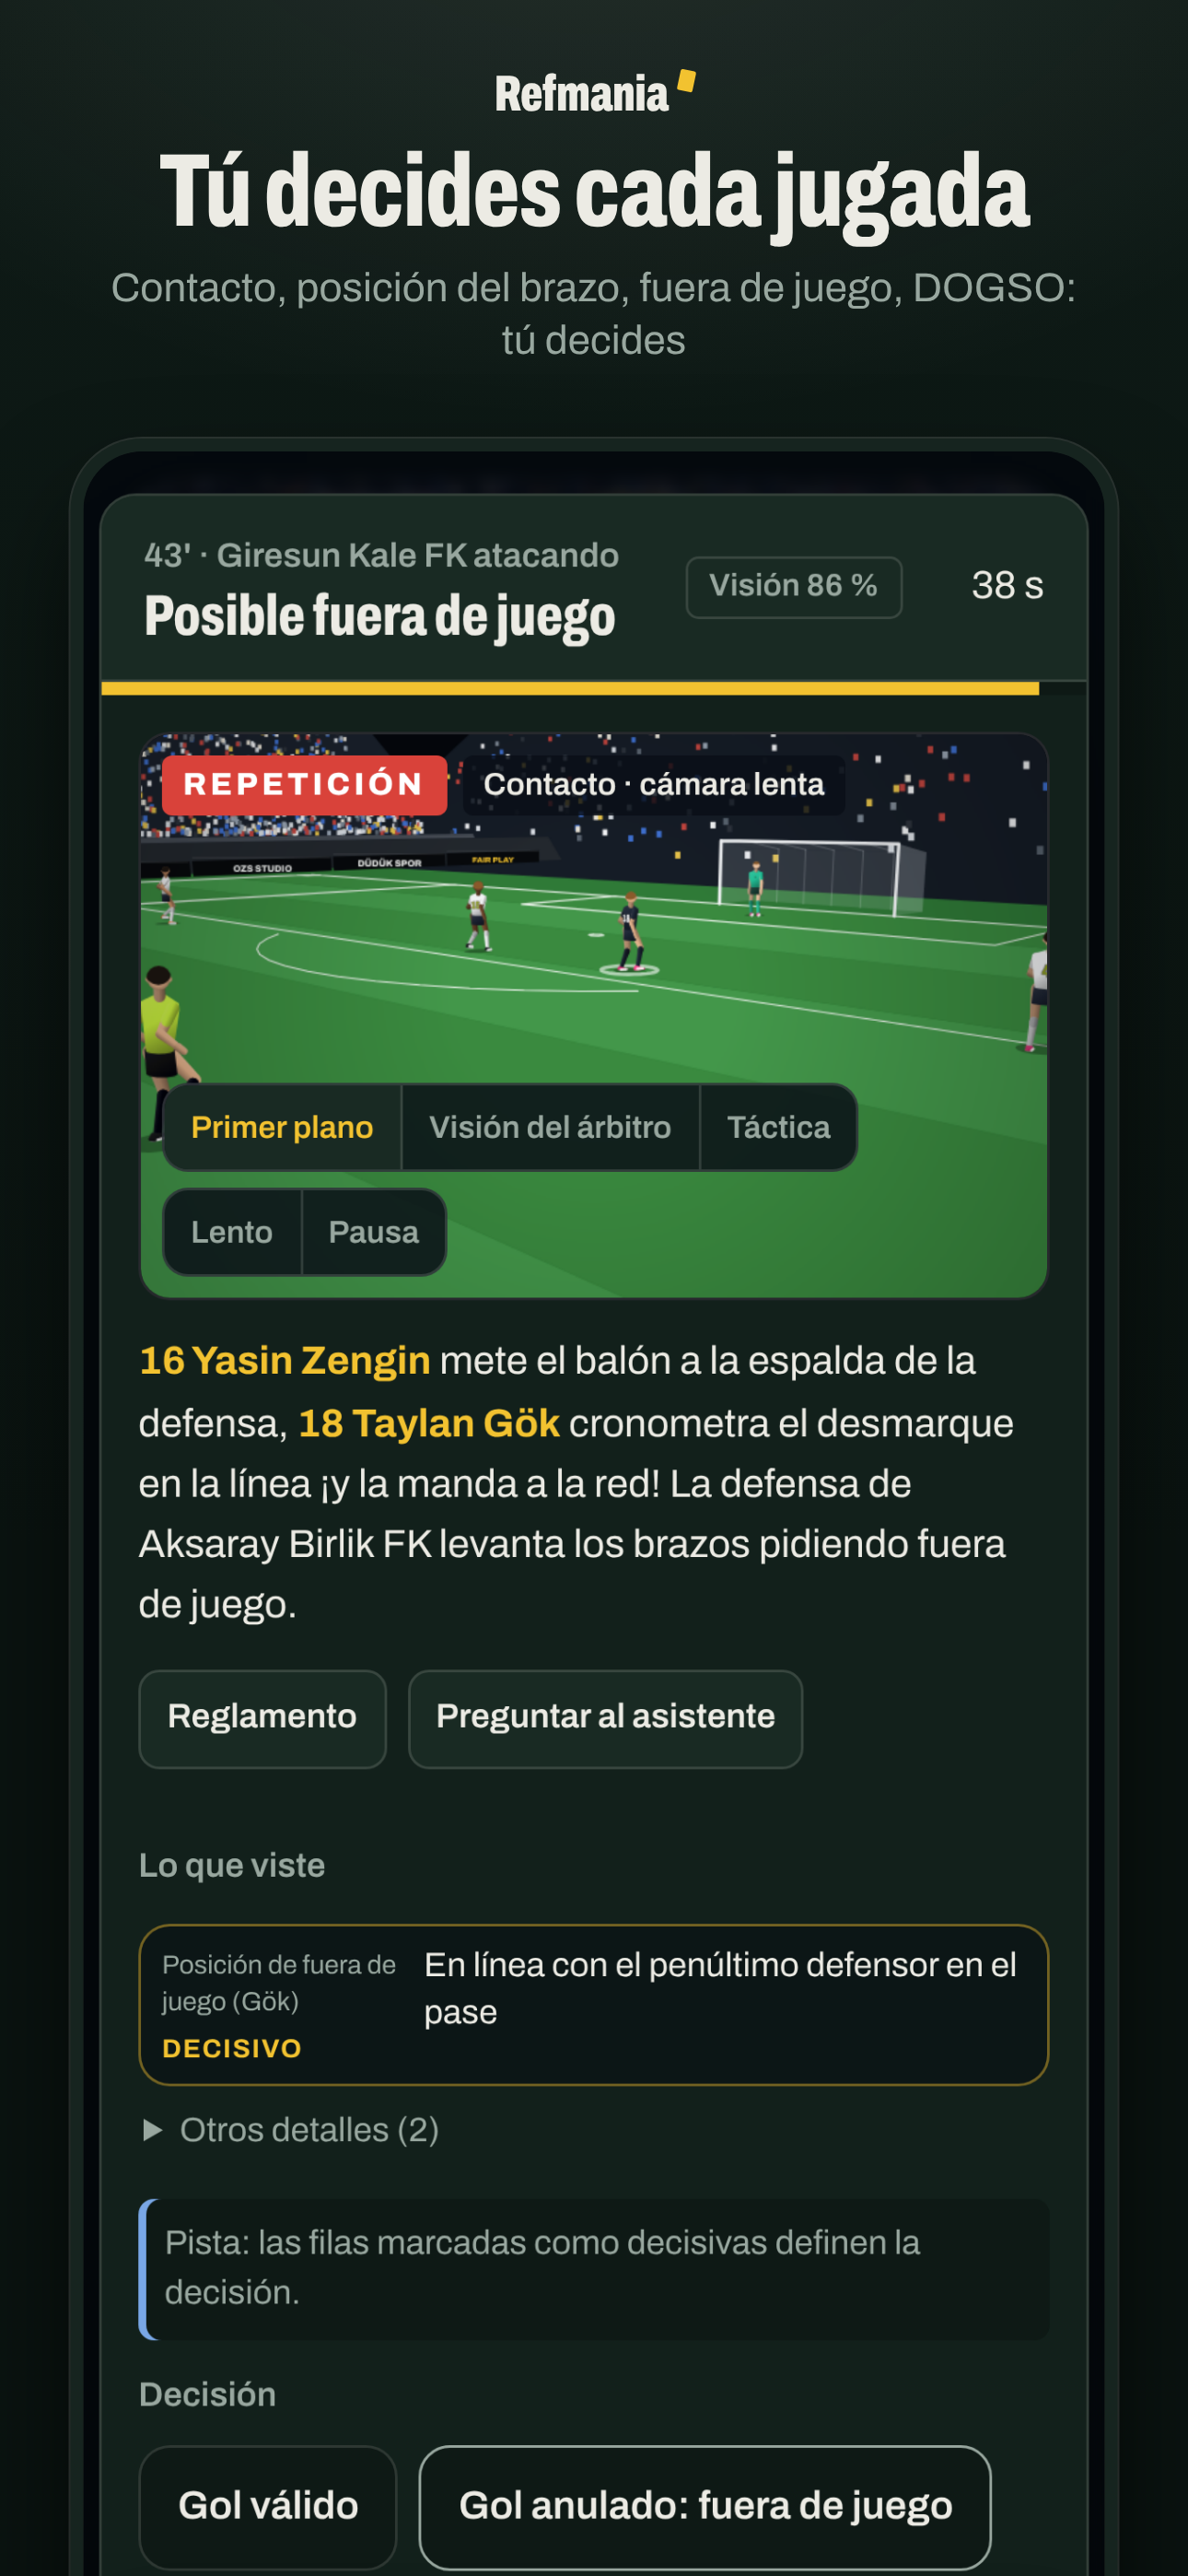 Refmania
Tú decides cada jugada
Contacto, posición del brazo, fuera de juego, DOGSO:
tú decides
43' · Giresun Kale FK atacando
Posible fuera de juego
Visión 86 %
38 s
REPETICIÓN
Contacto · cámara lenta
OZS STUDIO
DÜDÜK SPOR
FAIR PLAY
Primer plano
Visión del árbitro
Táctica
Lento
Pausa
16 Yasin Zengin mete el balón a la espalda de la
defensa, 18 Taylan Gök cronometra el desmarque
en la línea ¡y la manda a la red! La defensa de
Aksaray Birlik FK levanta los brazos pidiendo fuera
de juego.
Reglamento
Preguntar al asistente
Lo que viste
Posición de fuera de
juego (Gök)
DECISIVO
En línea con el penúltimo defensor en el
pase
Otros detalles (2)
Pista: las filas marcadas como decisivas definen la
decisión.
Decisión
Gol válido
Gol anulado: fuera de juego